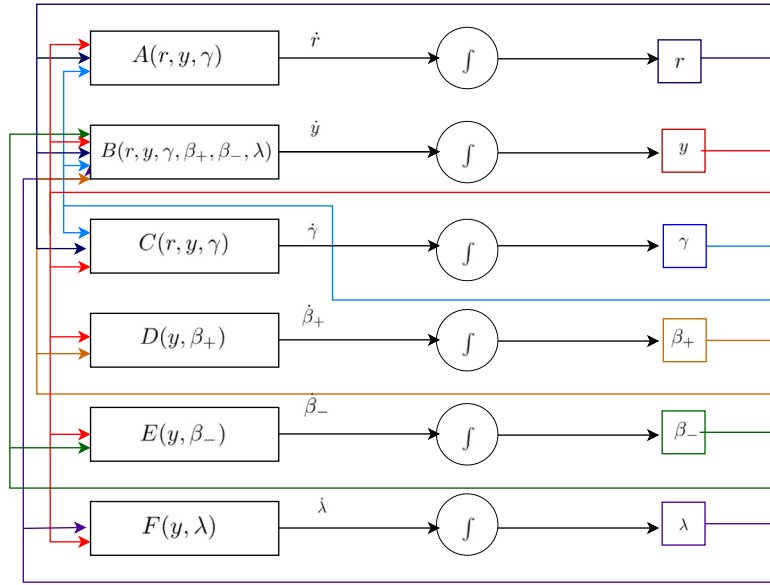 A(r, y, γ) ṙ ∫ r
B(r, y, γ, β₊, β₋, λ) ẏ ∫ y
C(r, y, γ) γ̇ ∫ γ
D(y, β₊) β̇₊ ∫ β₊
E(y, β₋) β̇₋ ∫ β₋
F(y, λ) λ̇ ∫ λ